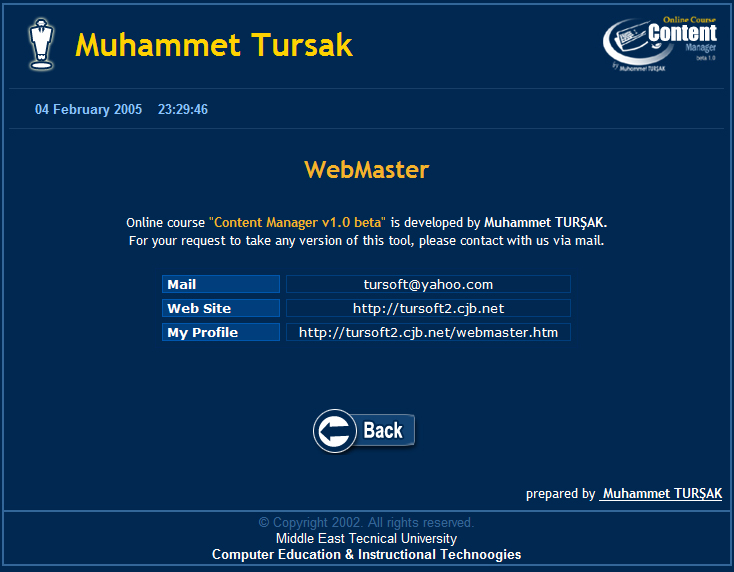 Muhammet Tursak
Online Course
Content
Manager
beta 1.0
by Muhammet TURŞAK
04 February 2005 23:29:46
WebMaster
Online course "Content Manager v1.0 beta" is developed by Muhammet TURŞAK.
For your request to take any version of this tool, please contact with us via mail.
Mail tursoft@yahoo.com
Web Site http://tursoft2.cjb.net
My Profile http://tursoft2.cjb.net/webmaster.htm
Back
prepared by Muhammet TURŞAK
© Copyright 2002. All rights reserved.
Middle East Tecnical University
Computer Education & Instructional Technoogies